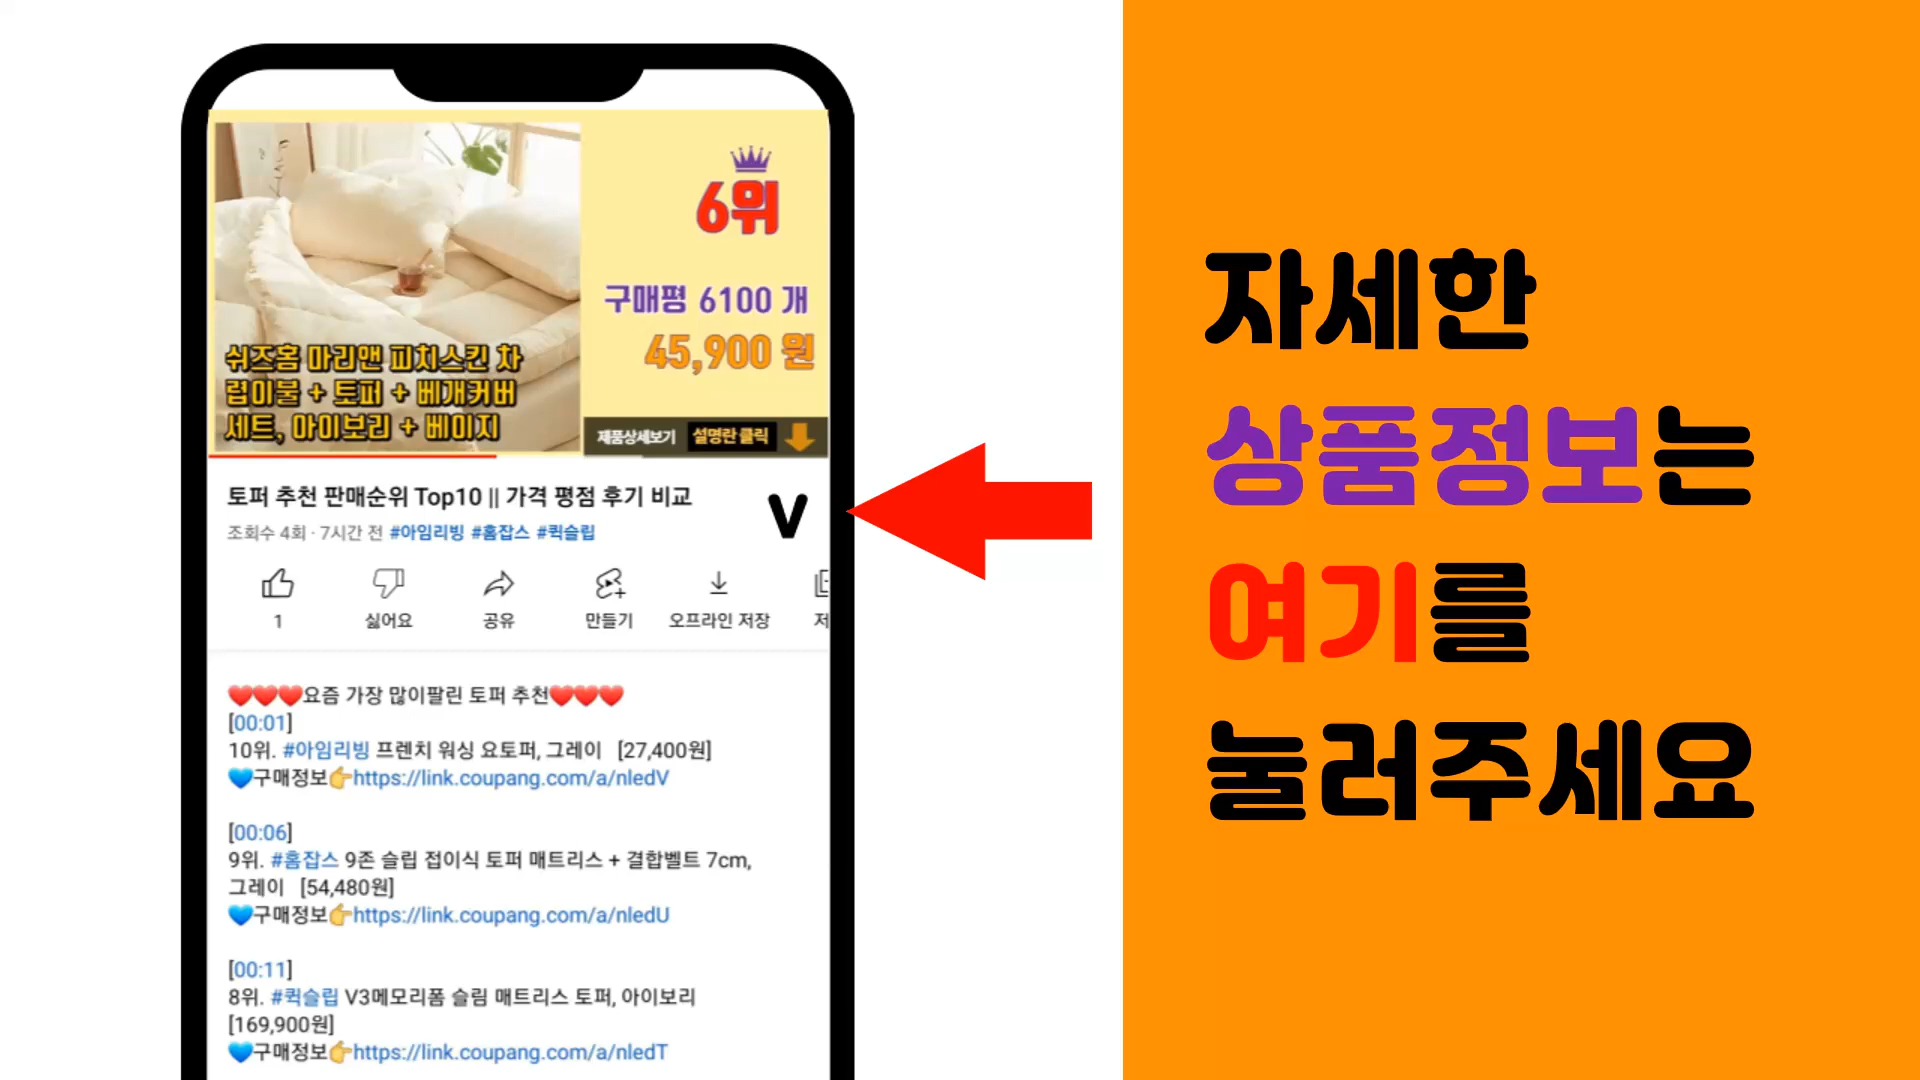 6위
구매평 6100 개
45,900 원
쉬즈홈 마리앤 피치스킨 차
렵이불 + 토퍼 + 베개커버
세트, 아이보리 + 베이지
제품상세보기 설명란 클릭
토퍼 추천 판매순위 Top10 || 가격 평점 후기 비교
V
조회수 4회 · 7시간 전 #아임리빙 #홈잡스 #퀵슬립
1 싫어요 공유 만들기 오프라인 저장 저
❤️❤️❤️요즘 가장 많이팔린 토퍼 추천❤️❤️❤️
[00:01]
10위. #아임리빙 프렌치 워싱 요토퍼, 그레이 [27,400원]
💙구매정보👉https://link.coupang.com/a/nledV
[00:06]
9위. #홈잡스 9존 슬립 접이식 토퍼 매트리스 + 결합벨트 7cm,
그레이 [54,480원]
💙구매정보👉https://link.coupang.com/a/nledU
[00:11]
8위. #퀵슬립 V3메모리폼 슬림 매트리스 토퍼, 아이보리
[169,900원]
💙구매정보👉https://link.coupang.com/a/nledT
자세한
상품정보는
여기를
눌러주세요